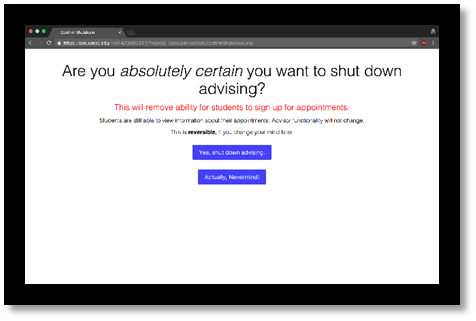 Confirm Shutdown
Are you absolutely certain you want to shut down
advising?
This will remove ability for students to sign up for appointments.
Students are still able to view information about their appointments. Advisor functionality will not change.
This is reversible, if you change your mind later.
Yes, shut down advising.
Actually, Nevermind!